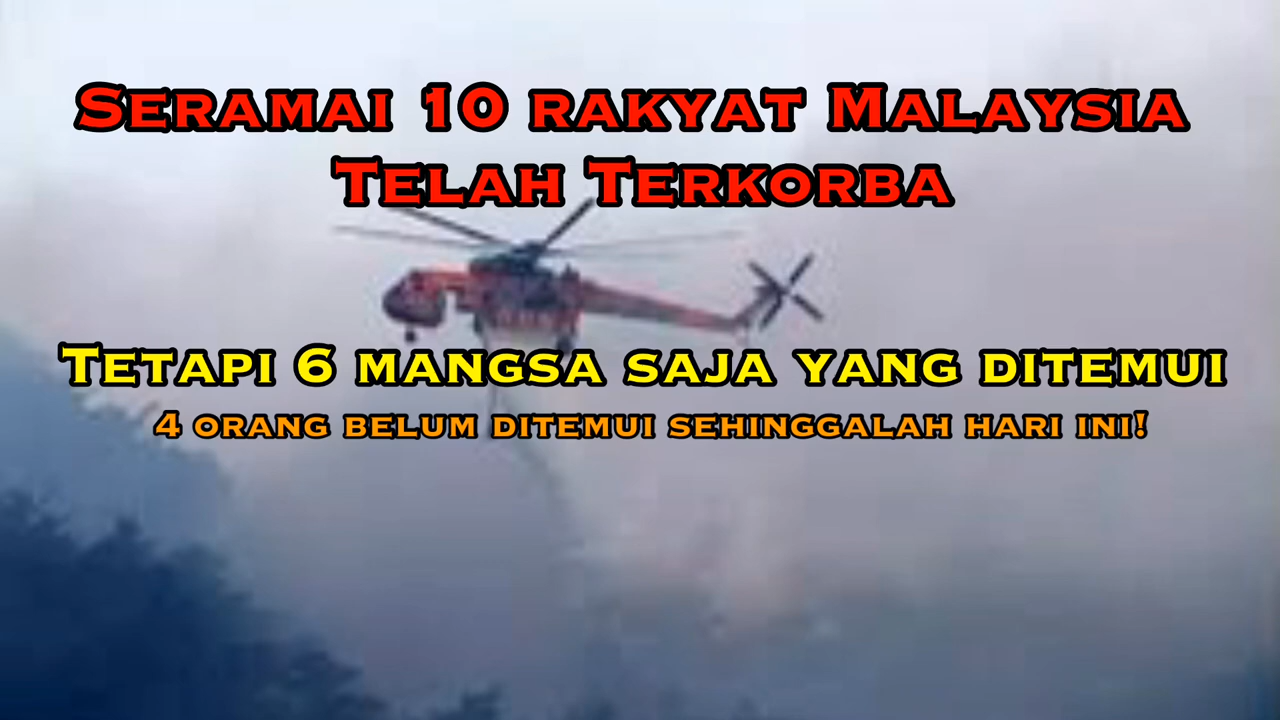 Seramai 10 rakyat Malaysia
Telah Terkorba
Tetapi 6 mangsa saja yang ditemui
4 orang belum ditemui sehinggalah hari ini!